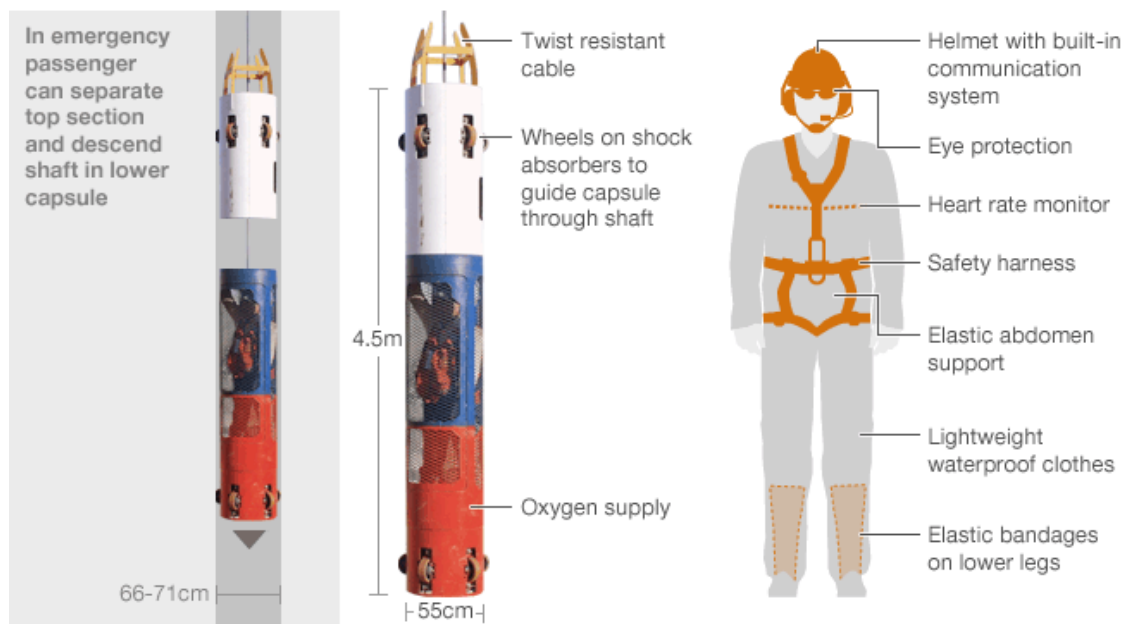 In emergency
passenger
can separate
top section
and descend
shaft in lower
capsule
66-71cm
4.5m
55cm
Twist resistant
cable
Wheels on shock
absorbers to
guide capsule
through shaft
Oxygen supply
Helmet with built-in
communication
system
Eye protection
Heart rate monitor
Safety harness
Elastic abdomen
support
Lightweight
waterproof clothes
Elastic bandages
on lower legs